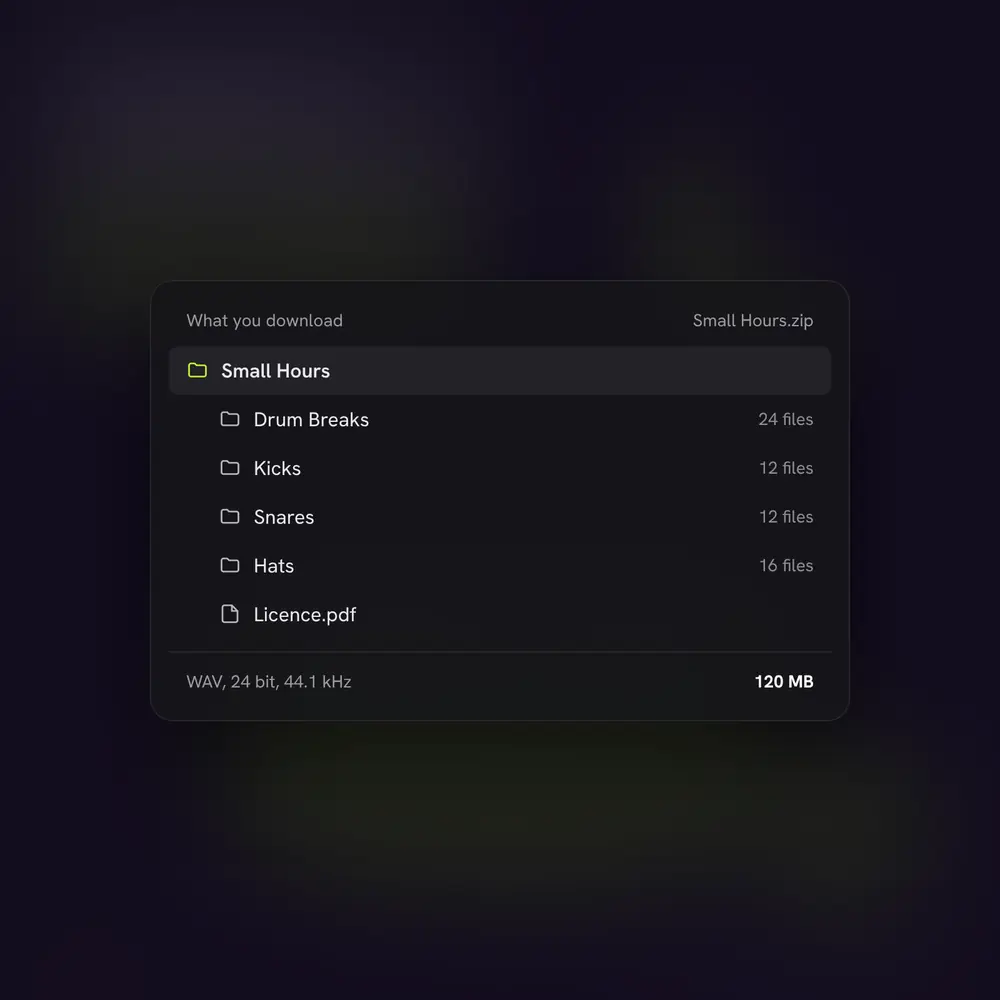 What you download Small Hours.zip
Small Hours
Drum Breaks 24 files
Kicks 12 files
Snares 12 files
Hats 16 files
Licence.pdf
WAV, 24 bit, 44.1 kHz 120 MB